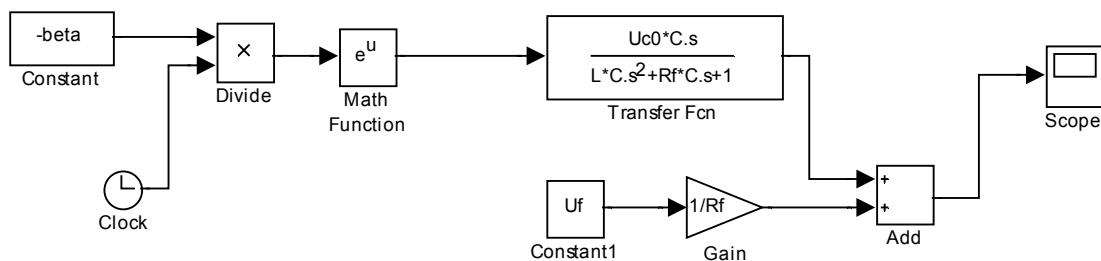 -beta
Constant
×
Divide
e^u
Math
Function
Uc0*C.s
L*C.s^2+Rf*C.s+1
Transfer Fcn
Scope
Clock
Uf
Constant1
1/Rf
Gain
+
+
Add